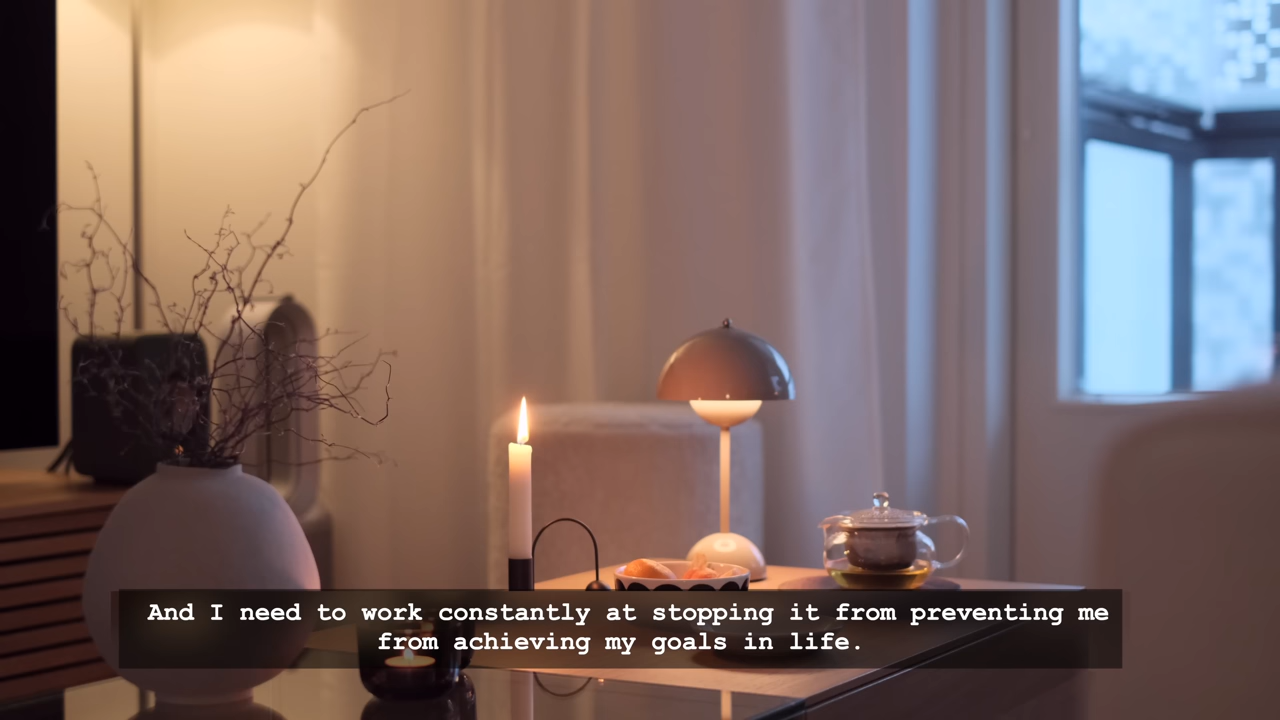 And I need to work constantly at stopping it from preventing me
from achieving my goals in life.